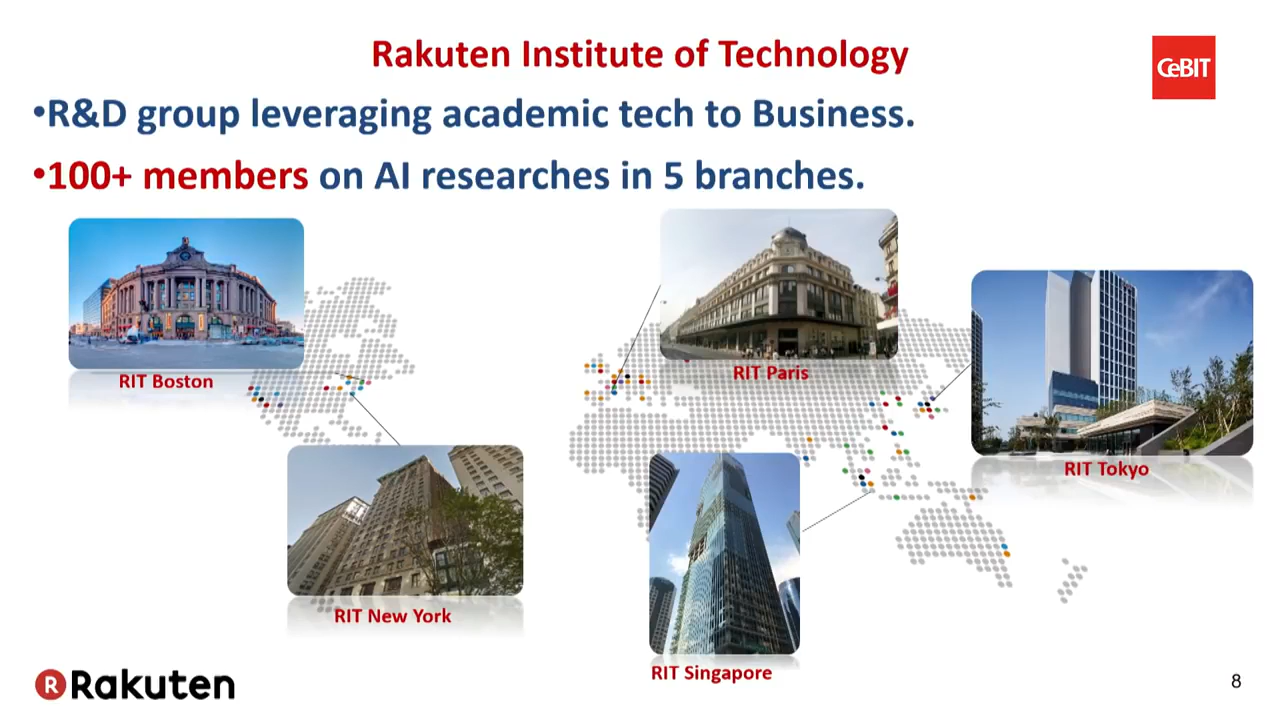 Rakuten Institute of Technology
CeBIT
•R&D group leveraging academic tech to Business.
•100+ members on AI researches in 5 branches.
RIT Boston
RIT Paris
RIT Tokyo
RIT New York
RIT Singapore
R Rakuten
8